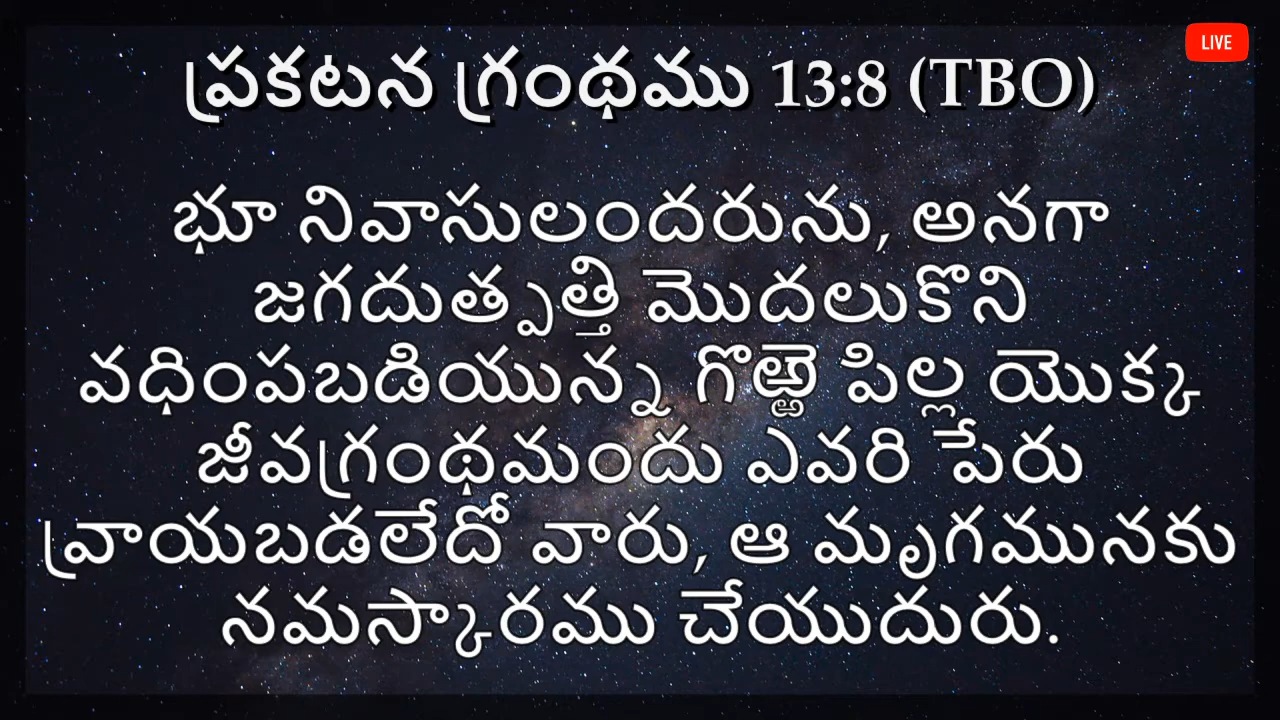 LIVE
ప్రకటన గ్రంథము 13:8 (TBO)
భూ నివాసులందరును, అనగా
జగదుత్పత్తి మొదలుకొని
వధింపబడియున్న గొఱ్ఱె పిల్ల యొక్క
జీవగ్రంథమందు ఎవరి పేరు
వ్రాయబడలేదో వారు, ఆ మృగమునకు
నమస్కారము చేయుదురు.